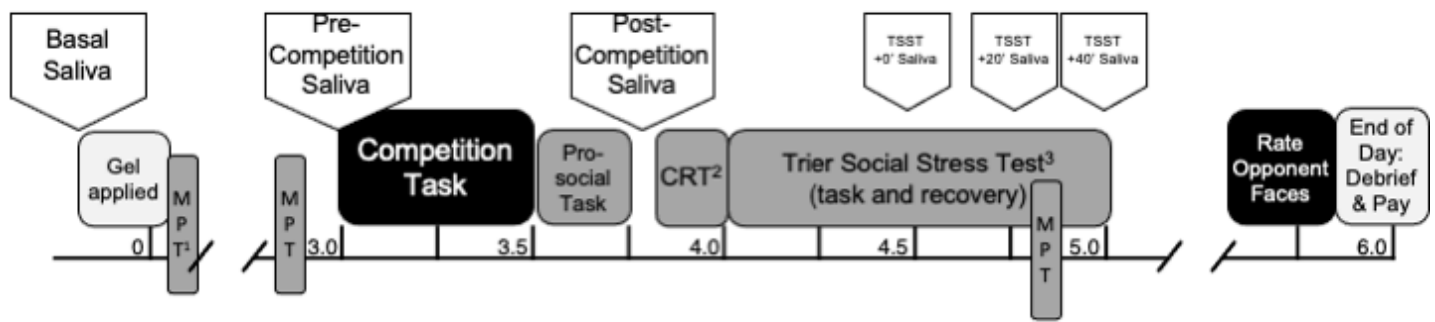 Basal
Saliva
Pre-
Competition
Saliva
Post-
Competition
Saliva
TSST
+0' Saliva
TSST
+20' Saliva
TSST
+40' Saliva
Gel
applied
M
P
T¹
M
P
T
Competition
Task
Pro-
social
Task
CRT²
Trier Social Stress Test³
(task and recovery)
M
P
T
Rate
Opponent
Faces
End of
Day:
Debrief
& Pay
0
3.0
3.5
4.0
4.5
5.0
6.0